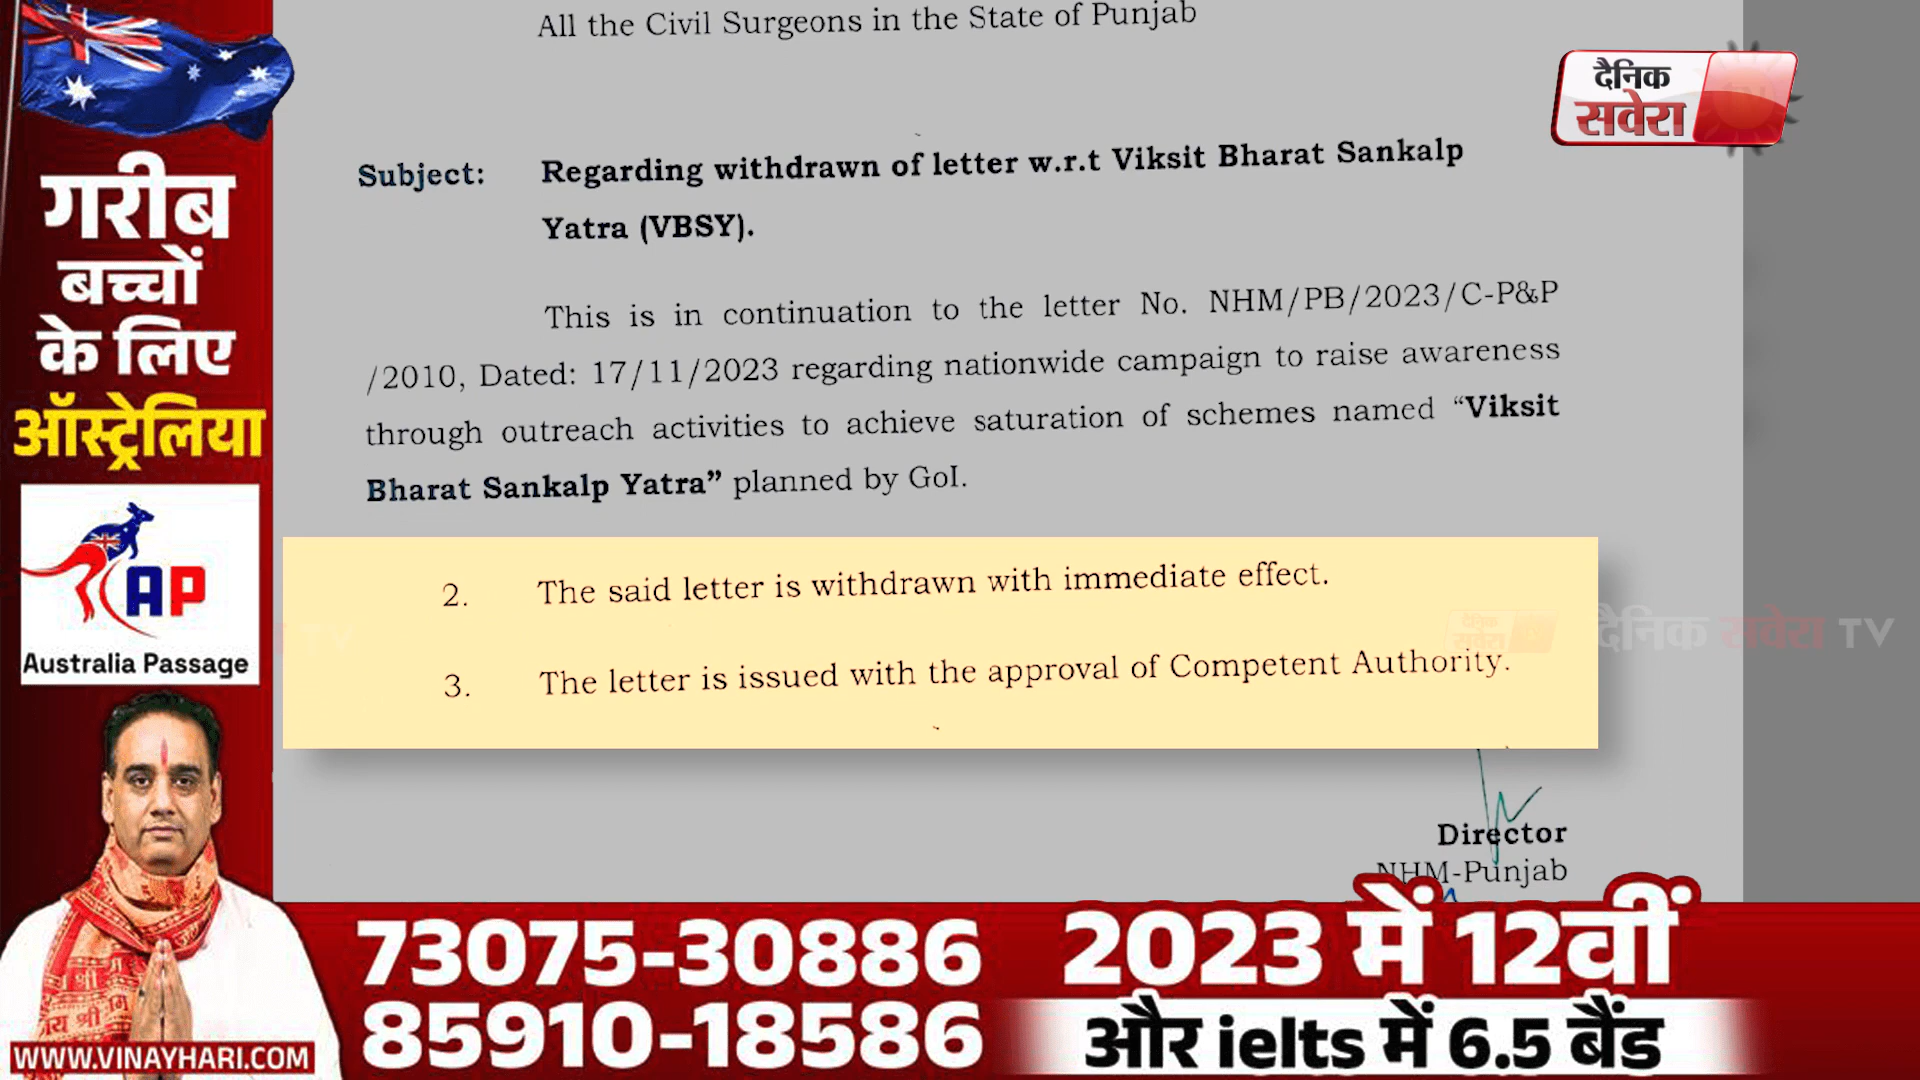 All the Civil Surgeons in the State of Punjab
दैनिक
सवेरा
Subject: Regarding withdrawn of letter w.r.t Viksit Bharat Sankalp
Yatra (VBSY).
This is in continuation to the letter No. NHM/PB/2023/C-P&P
/2010, Dated: 17/11/2023 regarding nationwide campaign to raise awareness
through outreach activities to achieve saturation of schemes named “Viksit
Bharat Sankalp Yatra” planned by GoI.
2. The said letter is withdrawn with immediate effect.
3. The letter is issued with the approval of Competent Authority.
दैनिक सवेरा TV
TV
Director
NHM-Punjab
गरीब
बच्चों
के लिए
ऑस्ट्रेलिया
AP
Australia Passage
WWW.VINAYHARI.COM
73075-30886
85910-18586
2023 में 12वीं
और ielts में 6.5 बैंड